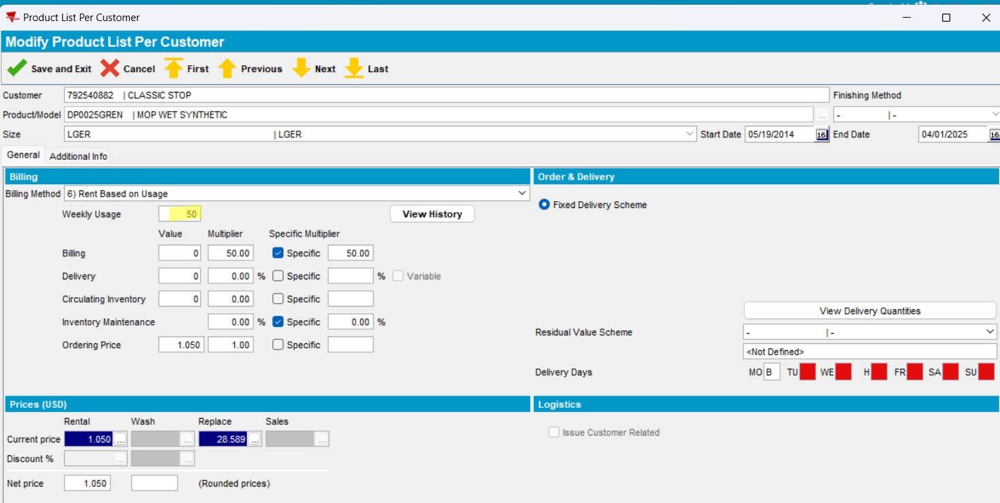 Product List Per Customer
Modify Product List Per Customer
Save and Exit Cancel First Previous Next Last
Customer 792540882 | CLASSIC STOP Finishing Method
Product/Model DP0025GREN | MOP WET SYNTHETIC ... - | -
Size LGER | LGER Start Date 05/19/2014 16 End Date 04/01/2025 16
General Additional Info
Billing Order & Delivery
Billing Method 6) Rent Based on Usage
Fixed Delivery Scheme
Weekly Usage 50 View History
Value Multiplier Specific Multiplier
Billing 0 50.00 Specific 50.00
Delivery 0 0.00 % Specific % Variable
Circulating Inventory 0 0.00 Specific
View Delivery Quantities
Inventory Maintenance 0.00 % Specific 0.00 %
Residual Value Scheme - | -
Ordering Price 1.050 1.00 Specific
<Not Defined>
Delivery Days MO B TU WE H FR SA SU
Prices (USD) Logistics
Rental Wash Replace Sales
Issue Customer Related
Current price 1.050 ... ... 28.589 ... ...
Discount % ... ...
Net price 1.050 (Rounded prices)